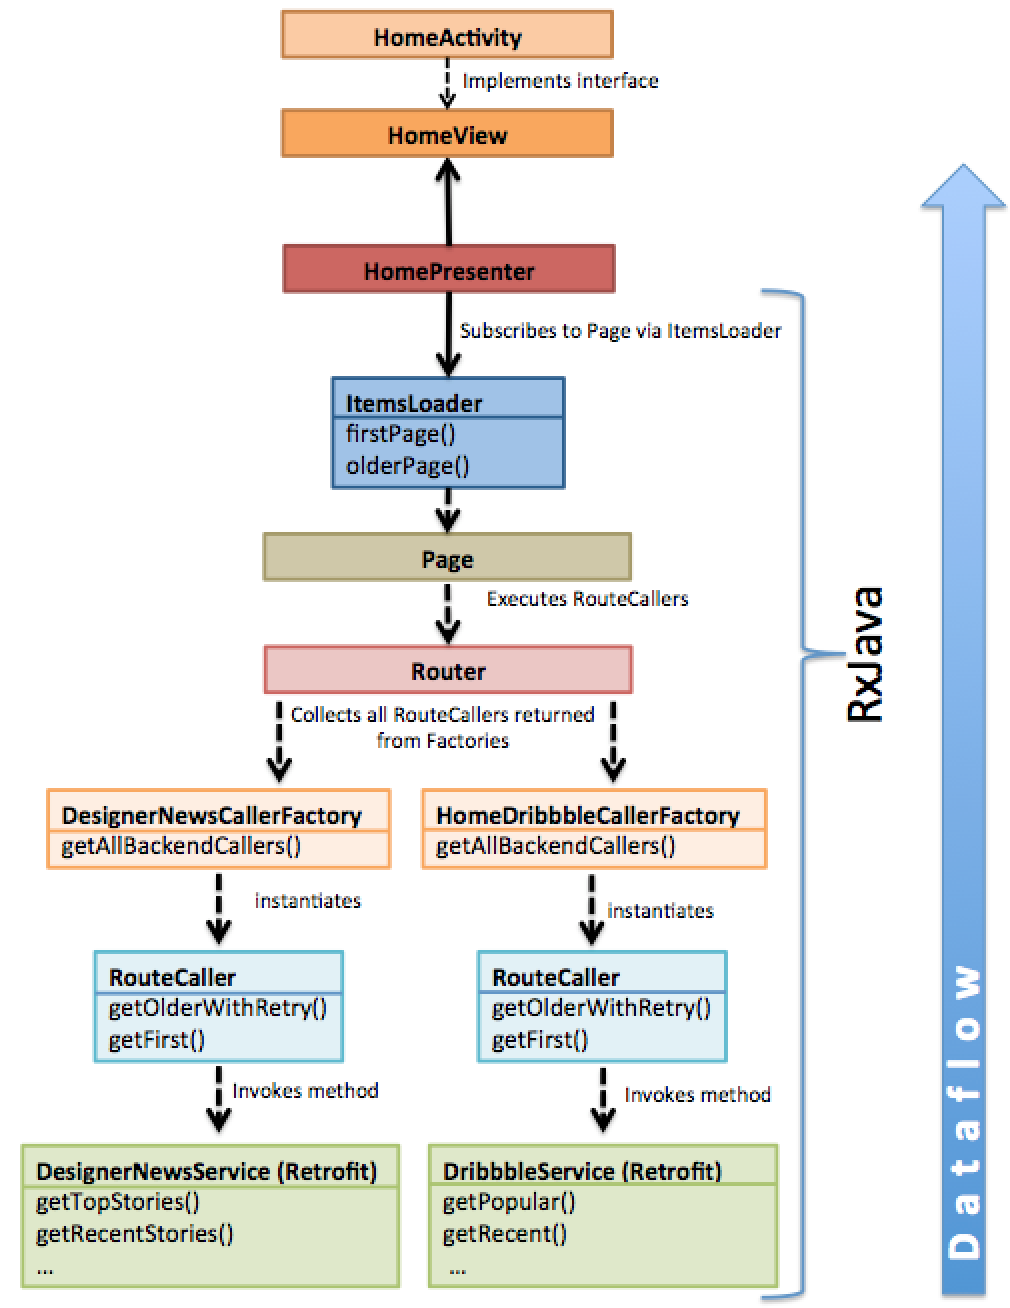 HomeActivity
Implements interface
HomeView
HomePresenter
Subscribes to Page via ItemsLoader
ItemsLoader
firstPage()
olderPage()
Page
Executes RouteCallers
Router
Collects all RouteCallers returned
from Factories
DesignerNewsCallerFactory
getAllBackendCallers()
HomeDribbbleCallerFactory
getAllBackendCallers()
instantiates
instantiates
RouteCaller
getOlderWithRetry()
getFirst()
RouteCaller
getOlderWithRetry()
getFirst()
Invokes method
Invokes method
DesignerNewsService (Retrofit)
getTopStories()
getRecentStories()
...
DribbbleService (Retrofit)
getPopular()
getRecent()
...
RxJava
Dataflow